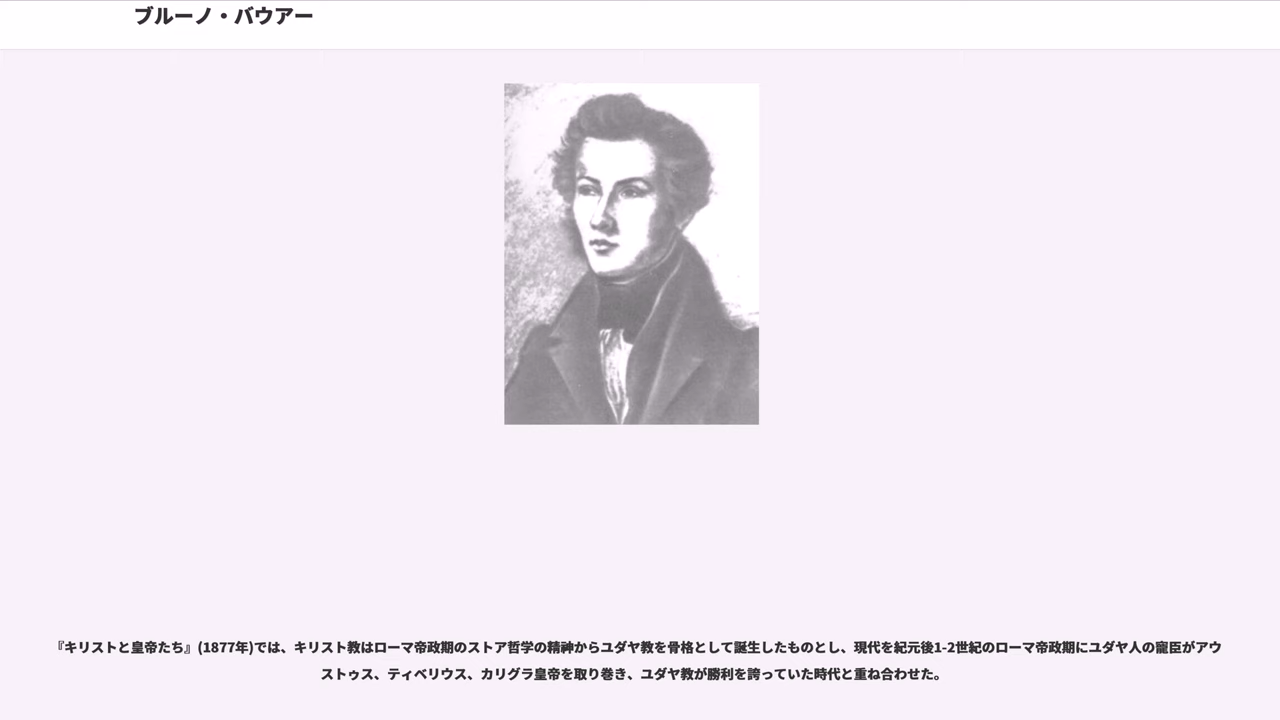 ブルーノ・バウアー
『キリストと皇帝たち』(1877年)では、キリスト教はローマ帝政期のストア哲学の精神からユダヤ教を骨格として誕生したものとし、現代を紀元後1-2世紀のローマ帝政期にユダヤ人の寵臣がアウ
ストゥス、ティベリウス、カリグラ皇帝を取り巻き、ユダヤ教が勝利を誇っていた時代と重ね合わせた。